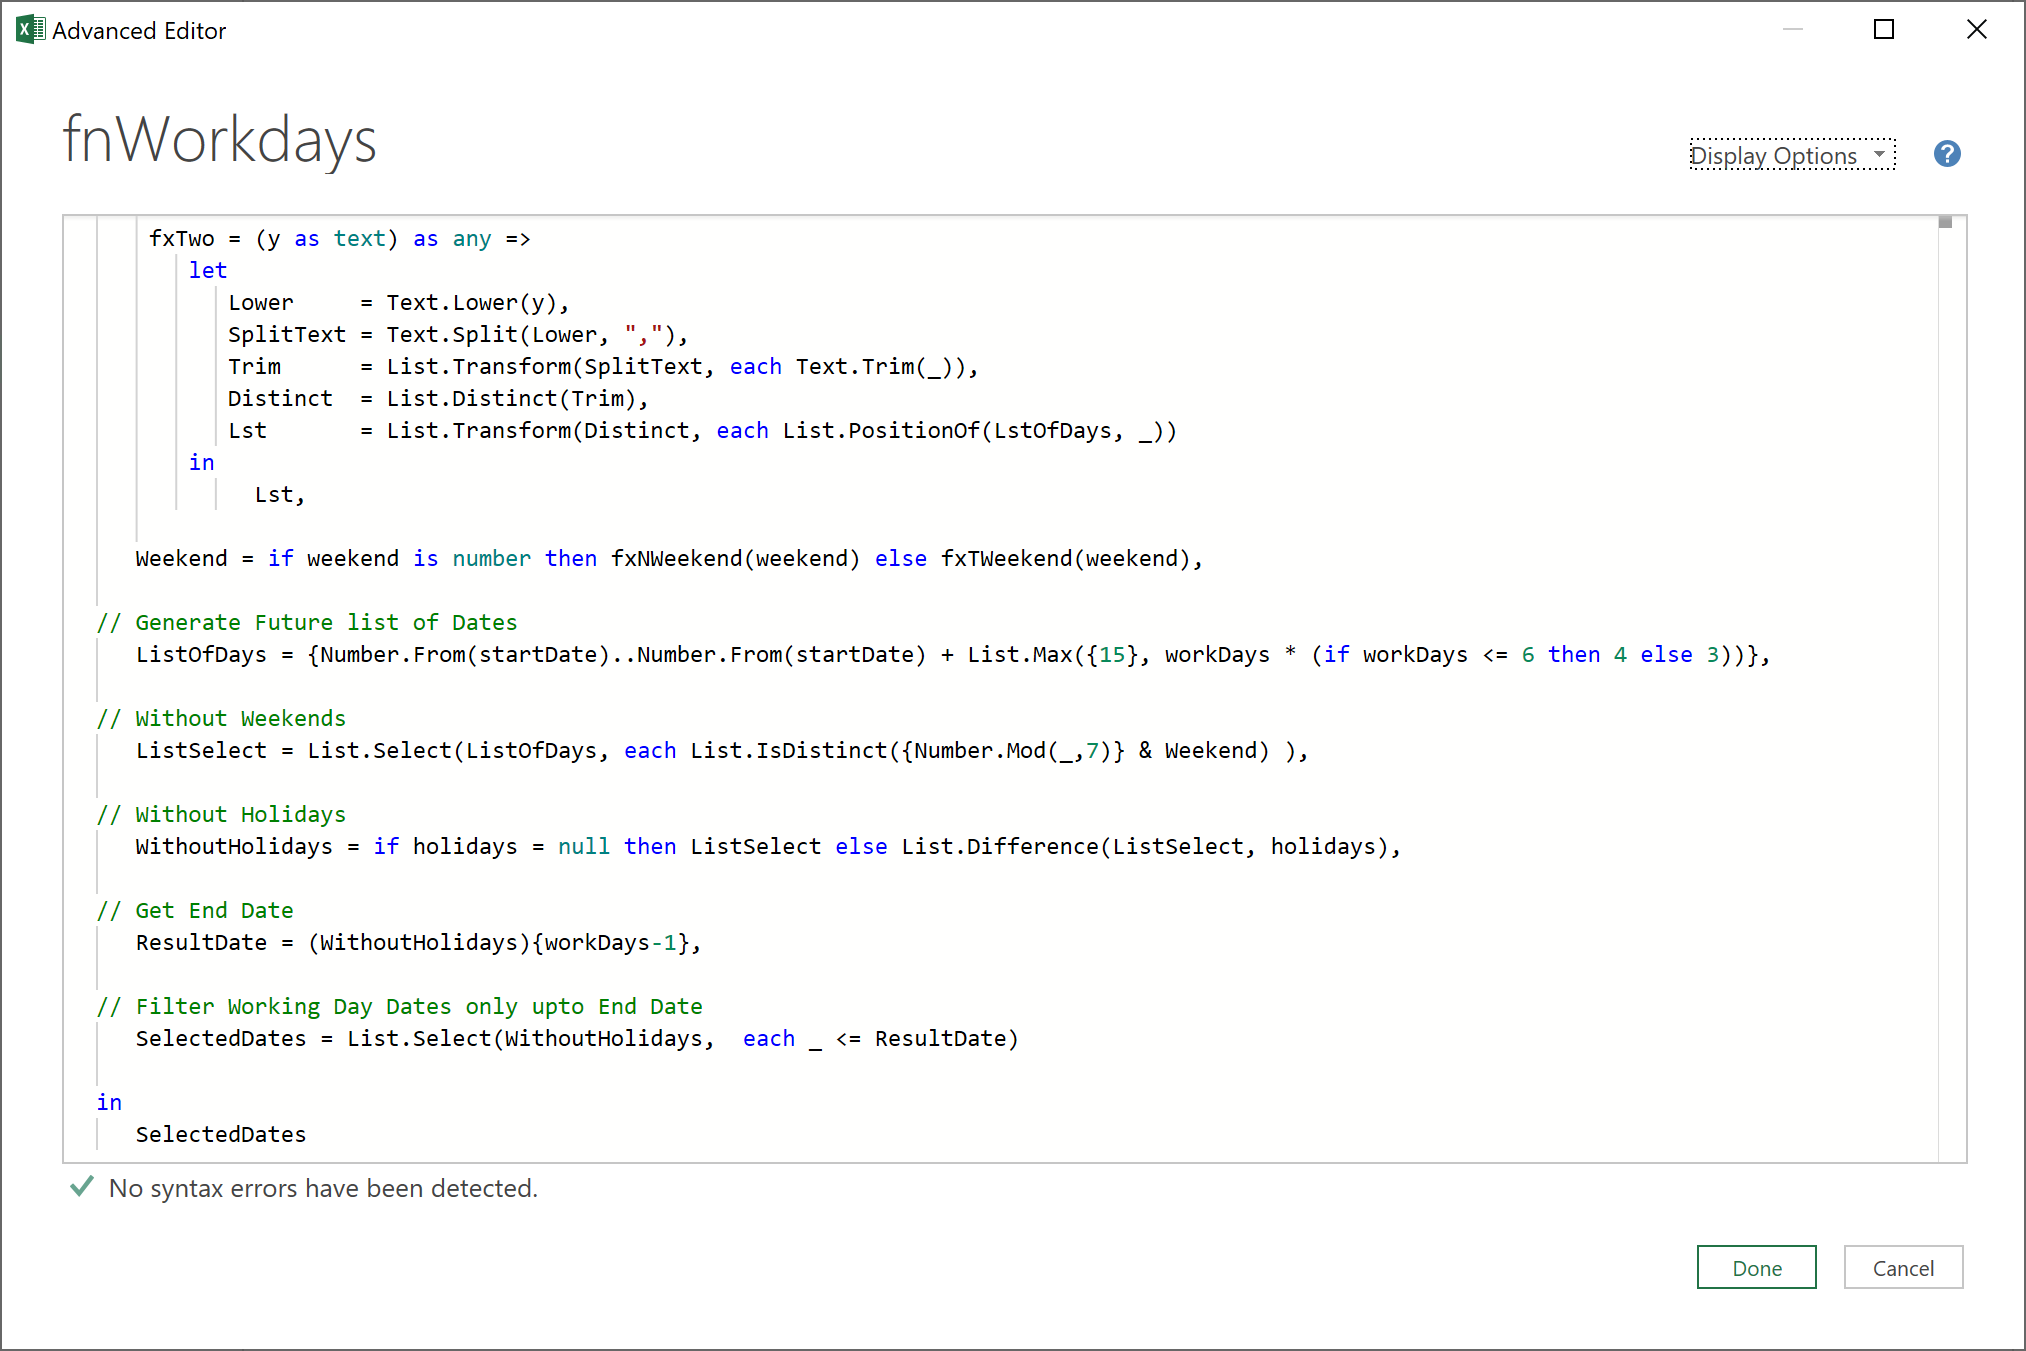 Advanced Editor
fnWorkdays
Display Options
?
fxTwo = (y as text) as any =>
let
Lower     = Text.Lower(y),
SplitText = Text.Split(Lower, ","),
Trim      = List.Transform(SplitText, each Text.Trim(_)),
Distinct  = List.Distinct(Trim),
Lst       = List.Transform(Distinct, each List.PositionOf(LstOfDays, _))
in
Lst,
Weekend = if weekend is number then fxNWeekend(weekend) else fxTWeekend(weekend),
// Generate Future list of Dates
ListOfDays = {Number.From(startDate)..Number.From(startDate) + List.Max({15}, workDays * (if workDays <= 6 then 4 else 3))},
// Without Weekends
ListSelect = List.Select(ListOfDays, each List.IsDistinct({Number.Mod(_,7)} & Weekend) ),
// Without Holidays
WithoutHolidays = if holidays = null then ListSelect else List.Difference(ListSelect, holidays),
// Get End Date
ResultDate = (WithoutHolidays){workDays-1},
// Filter Working Day Dates only upto End Date
SelectedDates = List.Select(WithoutHolidays,  each _ <= ResultDate)
in
SelectedDates
No syntax errors have been detected.
Done
Cancel